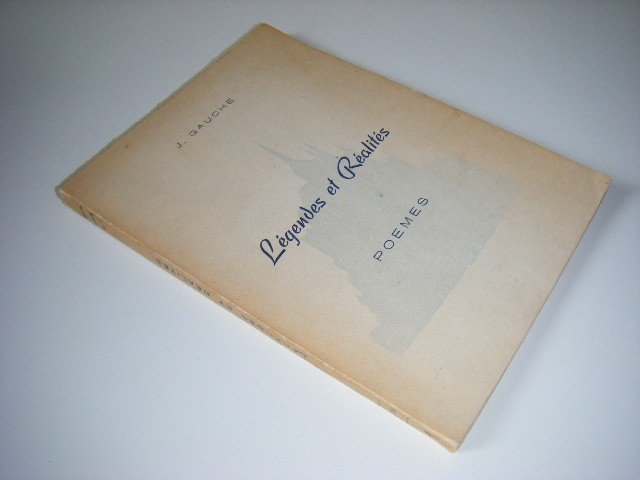 J. GAUCHE
Légendes et Réalités
POEMES